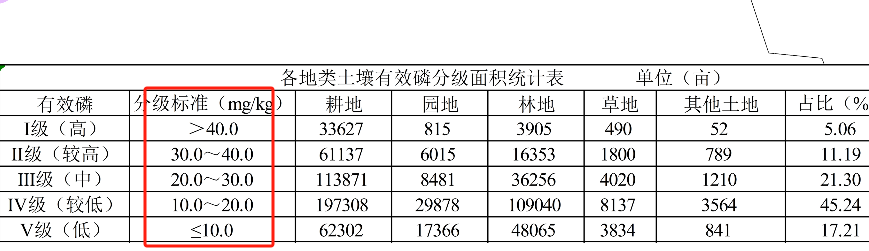 各地类土壤有效磷分级面积统计表 单位（亩）
有效磷 分级标准（mg/kg） 耕地 园地 林地 草地 其他土地 占比（%
I级（高） ＞40.0 33627 815 3905 490 52 5.06
II级（较高） 30.0～40.0 61137 6015 16353 1800 789 11.19
III级（中） 20.0～30.0 113871 8481 36256 4020 1210 21.30
IV级（较低） 10.0～20.0 197308 29878 109040 8137 3564 45.24
V级（低） ≤10.0 62302 17366 48065 3834 841 17.21